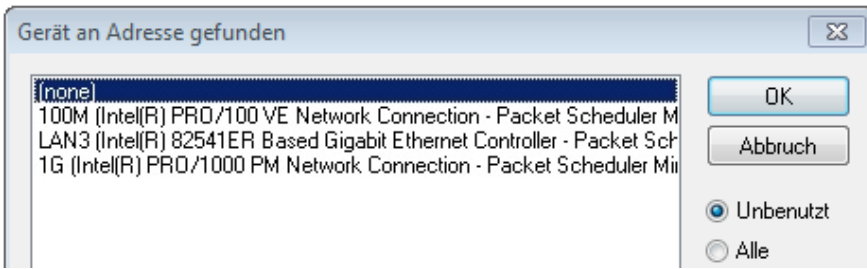 Gerät an Adresse gefunden
(none)
100M (Intel(R) PRO/100 VE Network Connection - Packet Scheduler M
LAN3 (Intel(R) 82541ER Based Gigabit Ethernet Controller - Packet Sch
1G (Intel(R) PRO/1000 PM Network Connection - Packet Scheduler Mii
OK
Abbruch
Unbenutzt
Alle